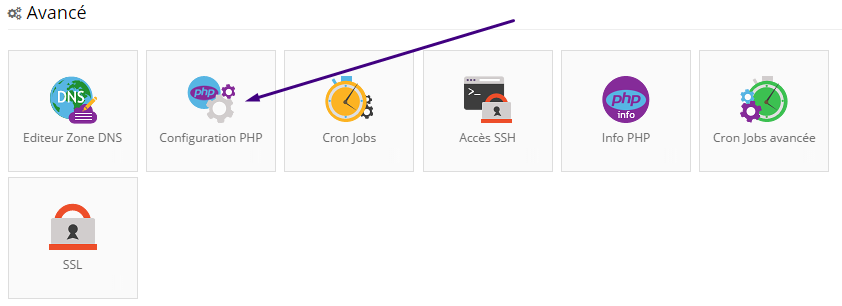 Avancé
DNS
php
>_
php
info
Editeur Zone DNS
Configuration PHP
Cron Jobs
Accès SSH
Info PHP
Cron Jobs avancée
SSL